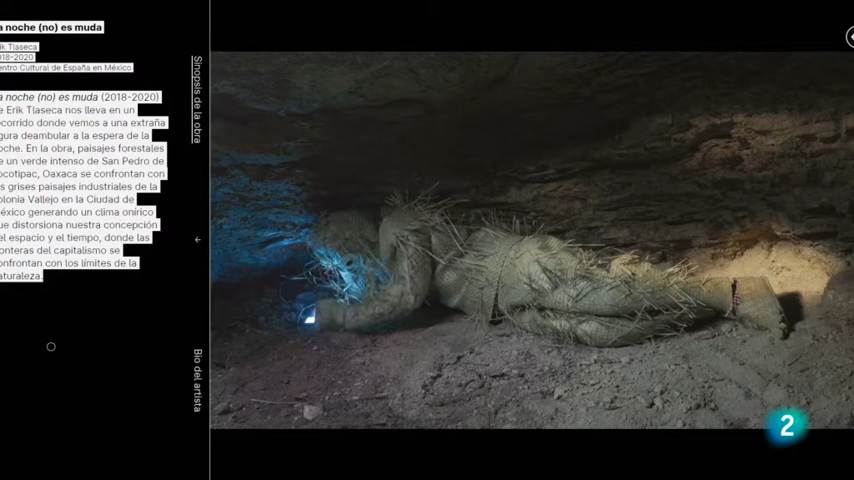 a noche (no) es muda
ik Tlaseca
018-2020
entro Cultural de España en México
a noche (no) es muda (2018-2020)
e Erik Tlaseca nos lleva en un
ecorrido donde vemos a una extraña
gura deambular a la espera de la
oche. En la obra, paisajes forestales
e un verde intenso de San Pedro de
ocotipac, Oaxaca se confrontan con
s grises paisajes industriales de la
olonia Vallejo en la Ciudad de
éxico generando un clima onírico
ue distorsiona nuestra concepción
el espacio y el tiempo, donde las
onteras del capitalismo se
onfrontan con los límites de la
aturaleza.
Sinopsis de la obra
Bio del artista
2